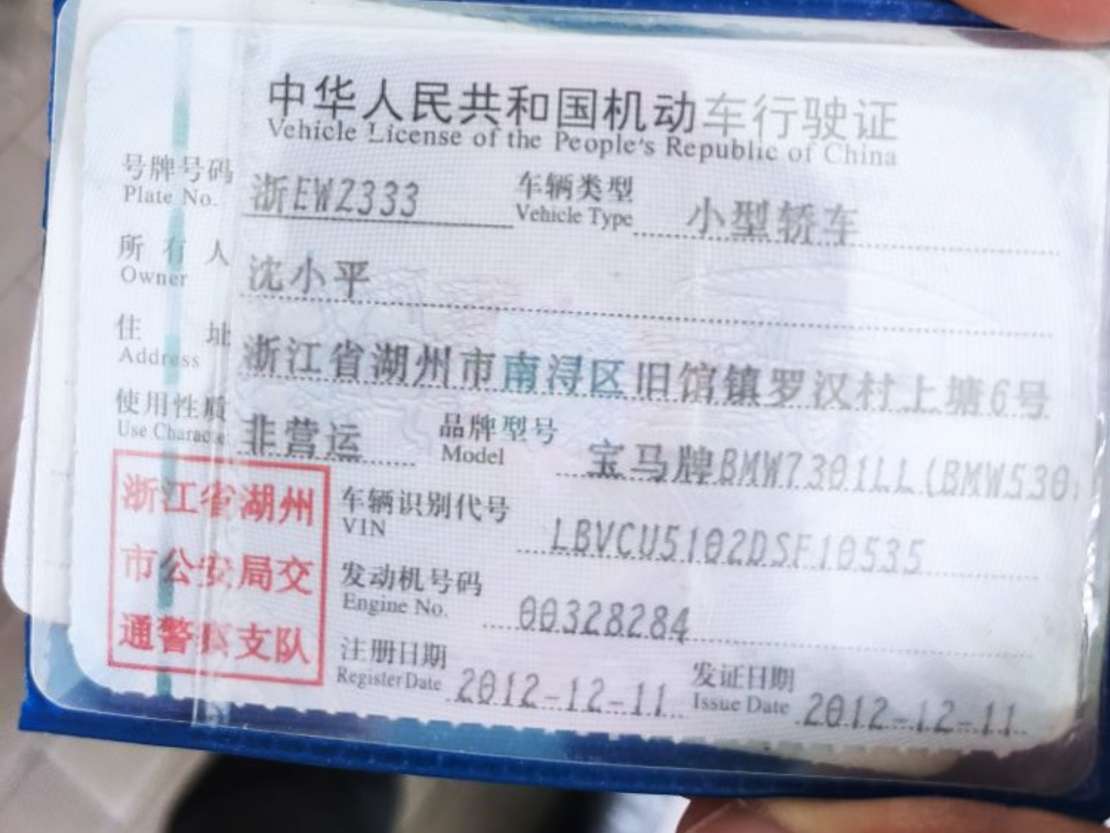 中华人民共和国机动车行驶证
Vehicle License of the People's Republic of China
号牌号码 浙EWZ333 车辆类型 小型轿车
Plate No. Vehicle Type
所有人 沈小平
Owner
住址 浙江省湖州市南浔区旧馆镇罗汉村上塘6号
Address
使用性质 非营运 品牌型号 宝马牌BMW7301LL(BMW530
Use Characte Model
浙江省湖州
市公安局交
通警察支队
车辆识别代号 LBVCU5102DSF10535
VIN
发动机号码 00328284
Engine No.
注册日期 2012-12-11 发证日期 2012-12-11
Register Date Issue Date